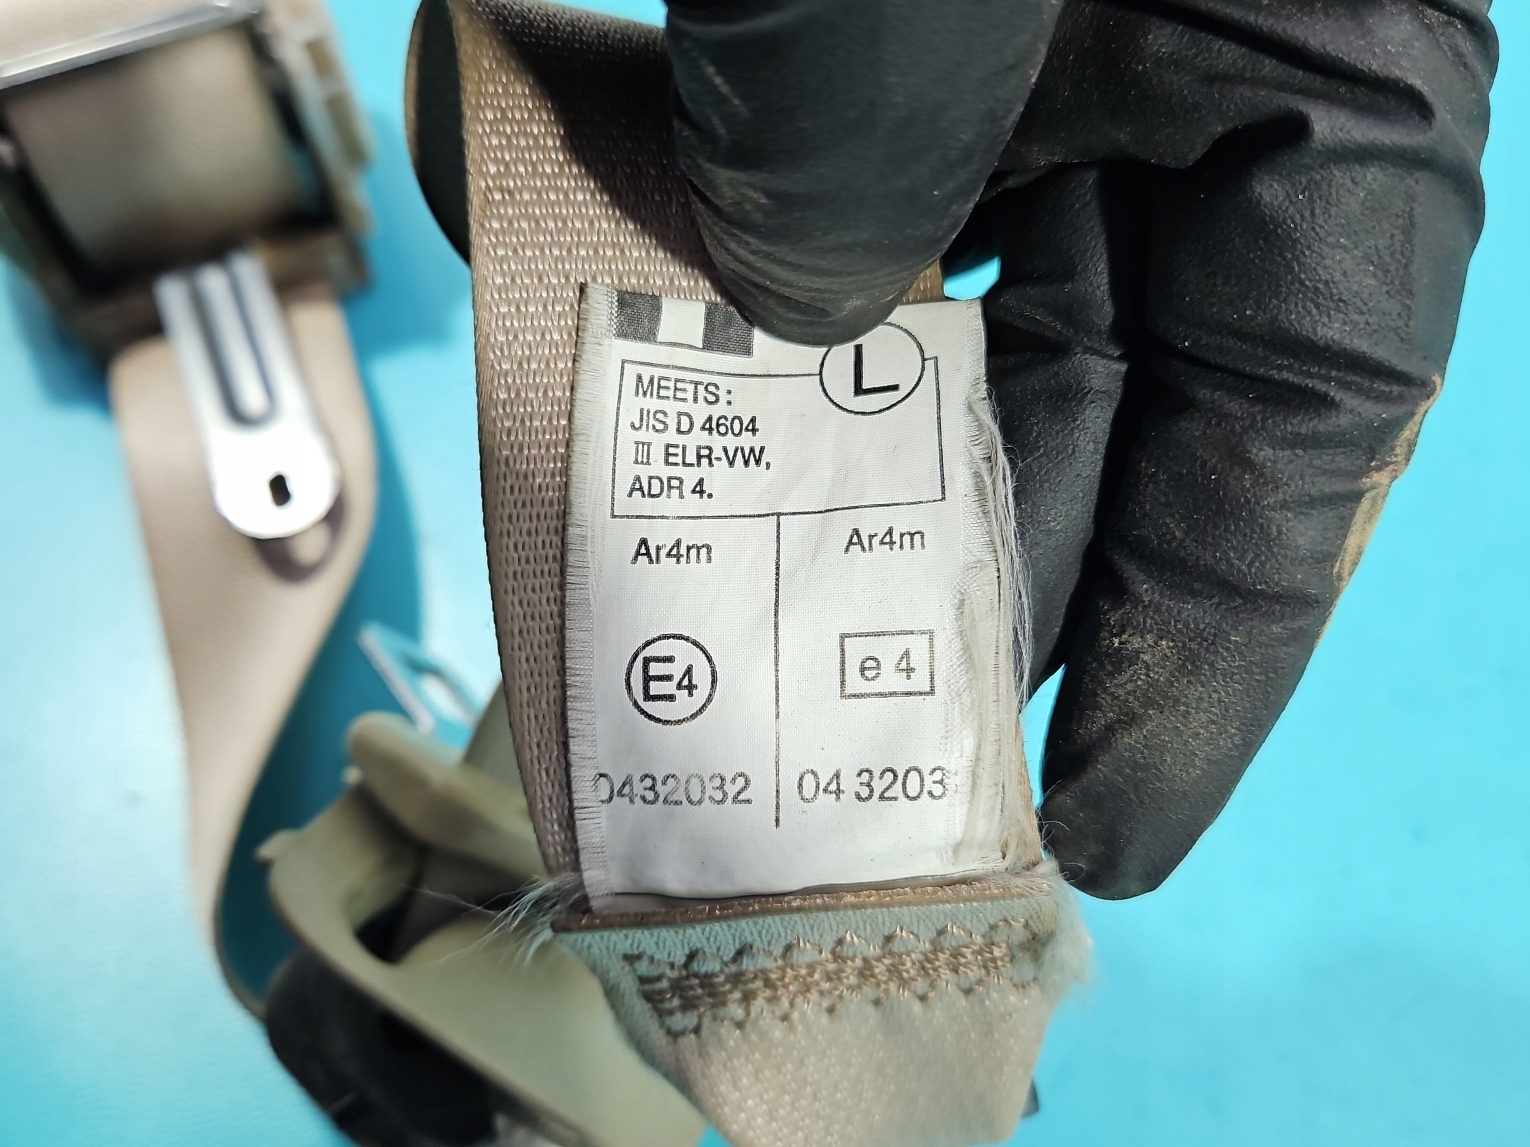 L
MEETS:
JIS D 4604
III ELR-VW,
ADR 4.
Ar4m Ar4m
E4 e 4
0432032 04 3203